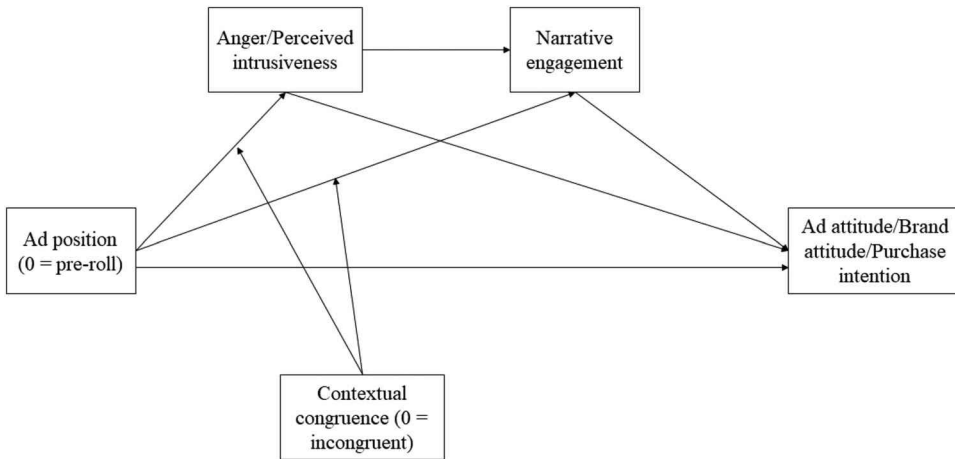 Anger/Perceived
intrusiveness
Narrative
engagement
Ad position
(0 = pre-roll)
Ad attitude/Brand
attitude/Purchase
intention
Contextual
congruence (0 =
incongruent)